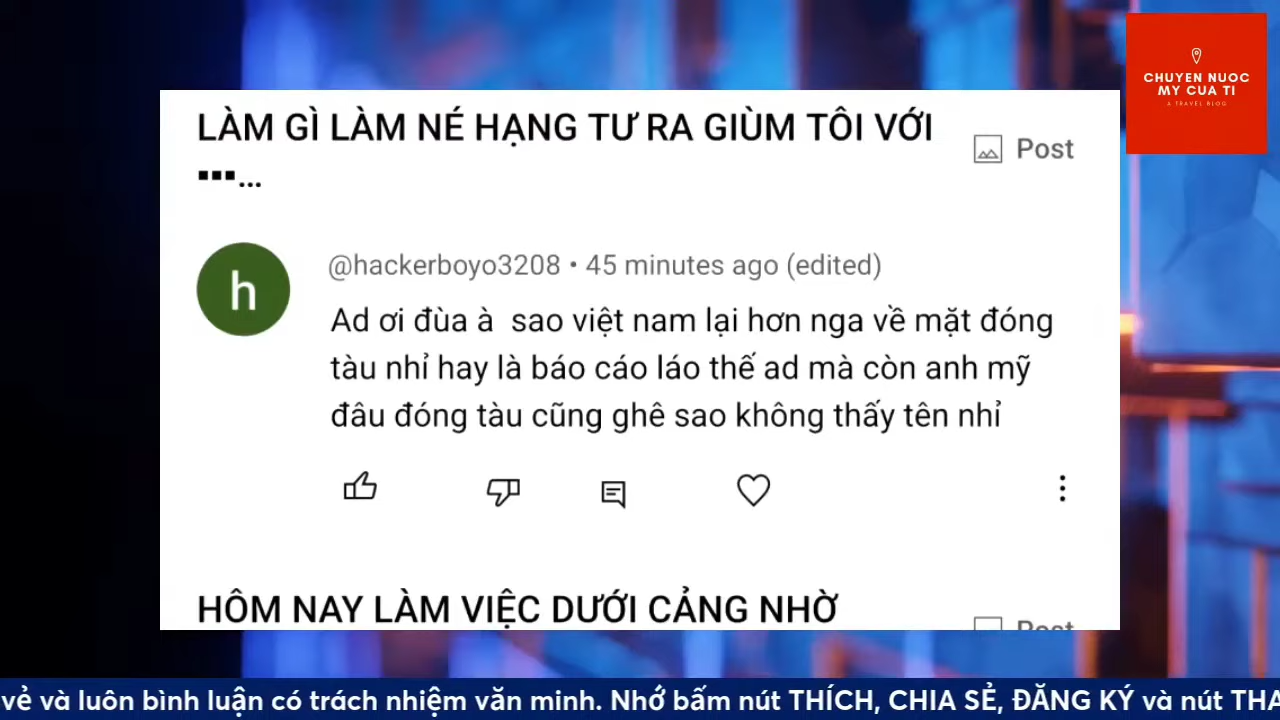 CHUYEN NUOC
MY CUA TI
A TRAVEL BLOG
LÀM GÌ LÀM NÉ HẠNG TƯ RA GIÙM TÔI VỚI
▪▪▪...
Post
@hackerboyo3208 • 45 minutes ago (edited)
h
Ad ơi đùa à sao việt nam lại hơn nga về mặt đóng
tàu nhỉ hay là báo cáo láo thế ad mà còn anh mỹ
đâu đóng tàu cũng ghê sao không thấy tên nhỉ
HÔM NAY LÀM VIỆC DƯỚI CẢNG NHỜ
Post
vẻ và luôn bình luận có trách nhiệm văn minh. Nhớ bấm nút THÍCH, CHIA SẺ, ĐĂNG KÝ và nút THA